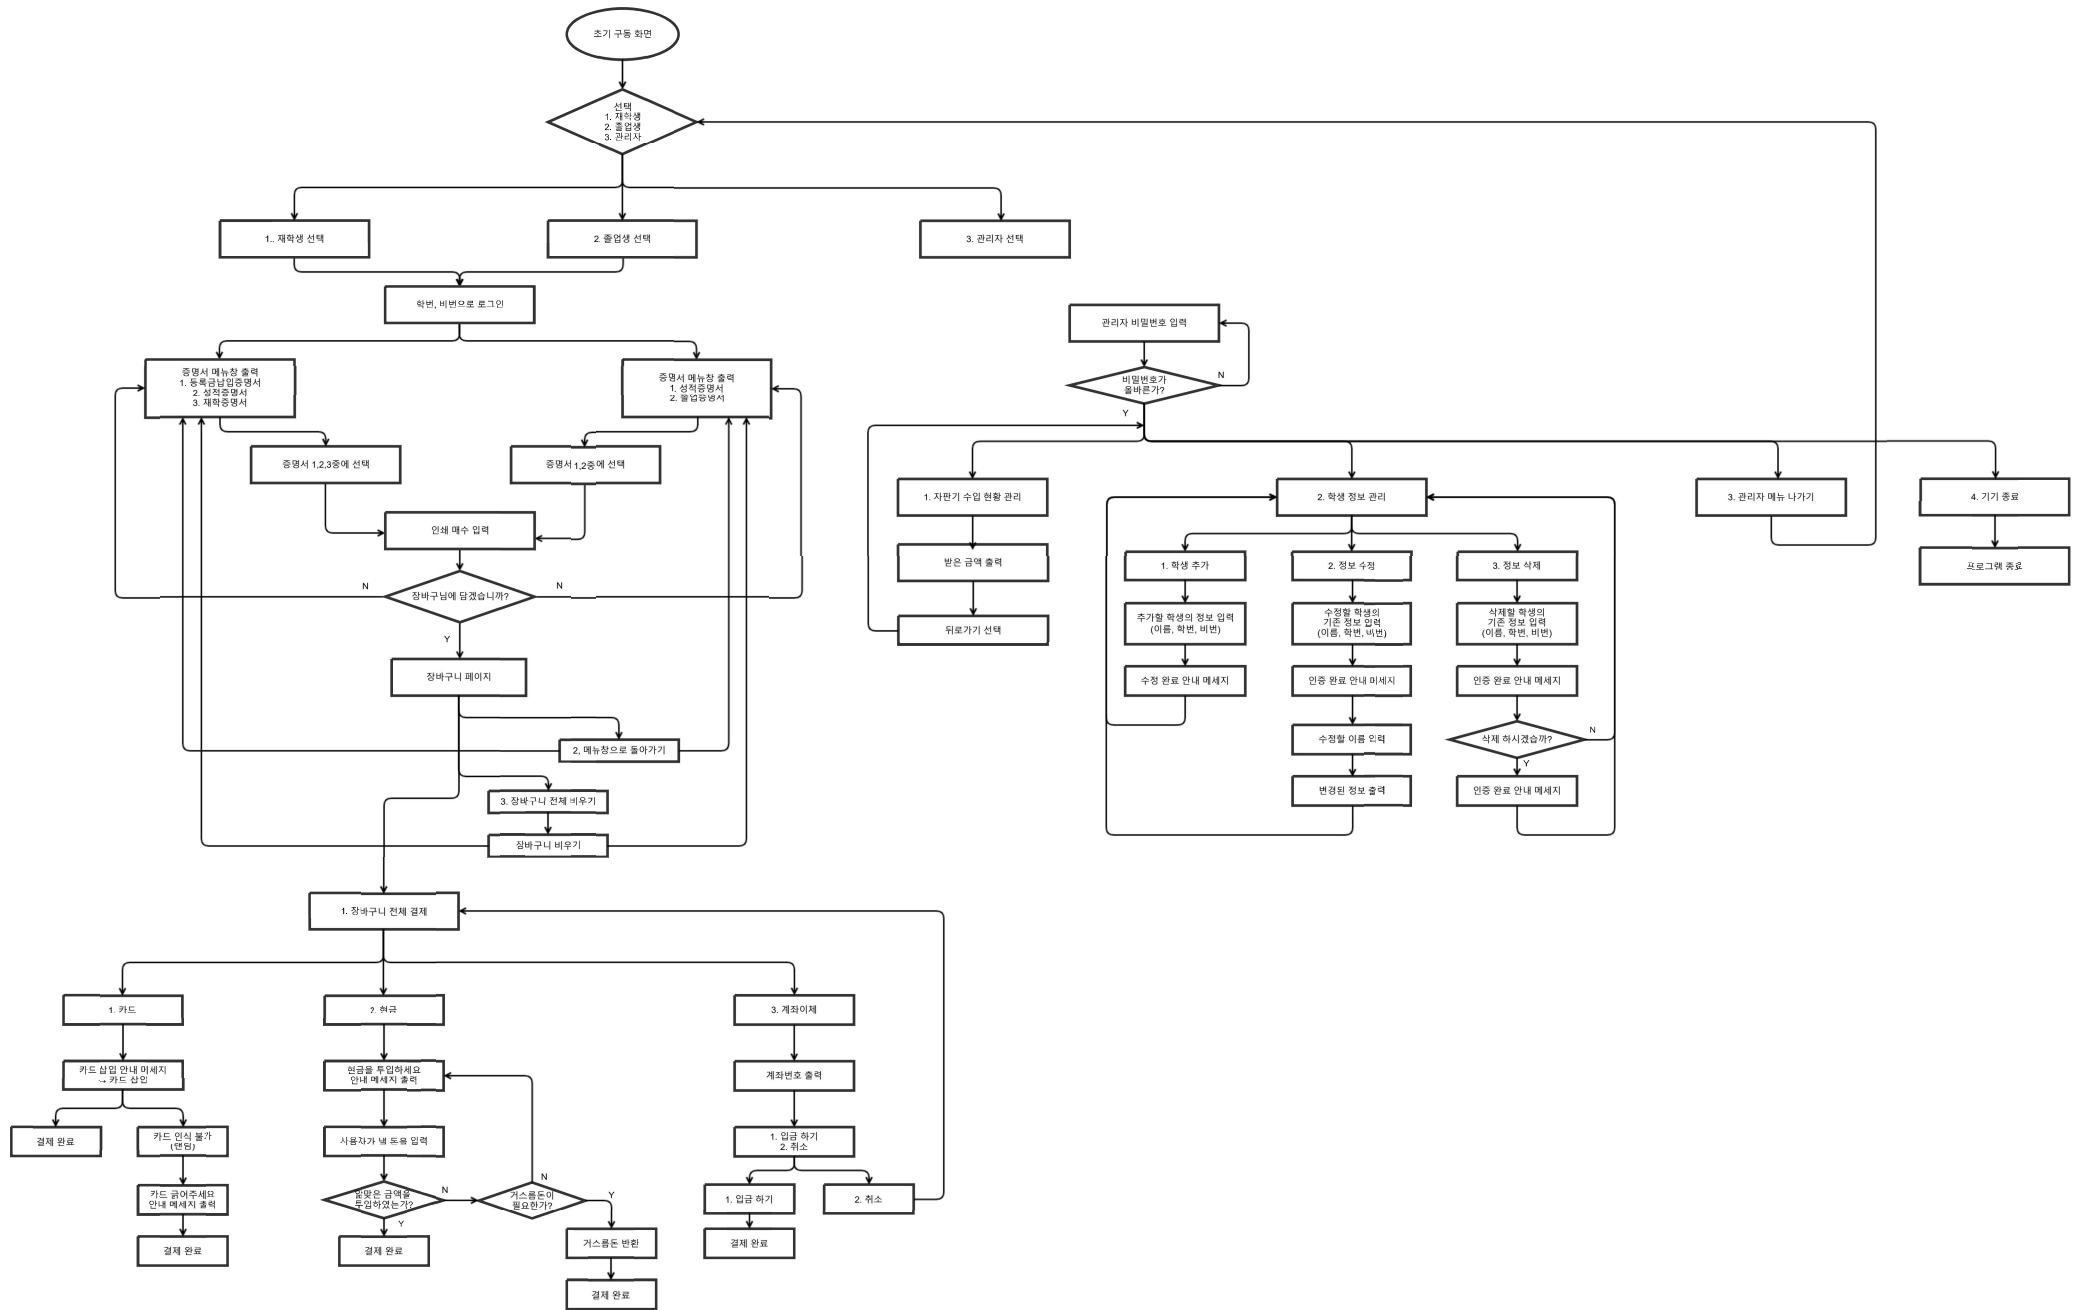 초기 구동 화면
선택
1. 재학생
2. 졸업생
3. 관리자
1.. 재학생 선택
2. 졸업생 선택
3. 관리자 선택
학번, 비번으로 로그인
증명서 메뉴창 출력
1. 등록금납입증명서
2. 성적증명서
3. 재학증명서
증명서 메뉴창 출력
1. 성적증명서
2. 졸업증명서
증명서 1,2,3중에 선택
증명서 1,2중에 선택
인쇄 매수 입력
장바구님에 담겠습니까?
N
N
Y
장바구니 페이지
2, 메뉴창으로 돌아가기
3. 장바구니 전체 비우기
장바구니 비우기
관리자 비밀번호 입력
비밀번호가
올바른가?
N
Y
1. 자판기 수입 현황 관리
받은 금액 출력
뒤로가기 선택
2. 학생 정보 관리
1. 학생 추가
추가할 학생의 정보 입력
(이름, 학번, 비번)
수정 완료 안내 메세지
2. 정보 수정
수정할 학생의
기존 정보 입력
(이름, 학번, 비번)
인증 완료 안내 메세지
수정할 이름 입력
변경된 정보 출력
3. 정보 삭제
삭제할 학생의
기존 정보 입력
(이름, 학번, 비번)
인증 완료 안내 메세지
삭제 하시겠습까?
N
Y
인증 완료 안내 메세지
3. 관리자 메뉴 나가기
4. 기기 종료
프로그램 종료
1. 장바구니 전체 결제
1. 카드
카드 삽입 안내 메세지
→ 카드 삽인
결제 완료
카드 인식 불가
(랜덤)
카드 긁어주세요
안내 메세지 출력
결제 완료
2. 현금
현금을 투입하세요
안내 메세지 출력
사용자가 낼 돈을 입력
알맞은 금액을
투입하였는가?
N
Y
결제 완료
거스름돈이
필요한가?
N
Y
거스름돈 반환
결제 완료
3. 계좌이체
계좌번호 출력
1. 입금 하기
2. 취소
1. 입금 하기
2. 취소
결제 완료